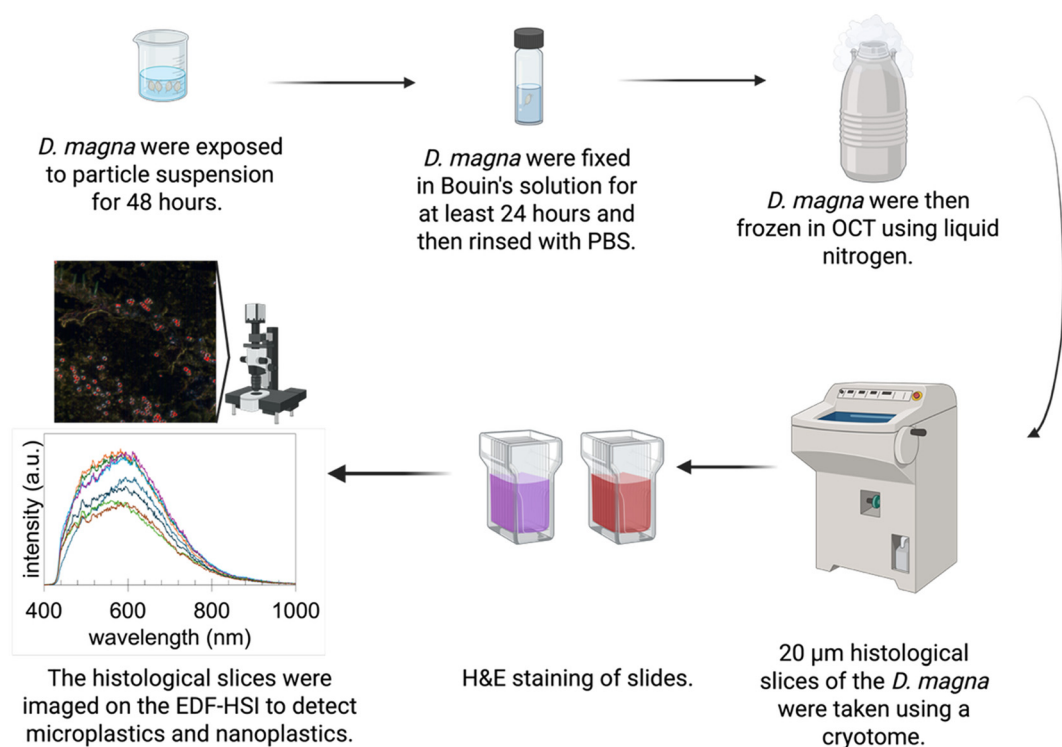 D. magna were exposed
to particle suspension
for 48 hours.
D. magna were fixed
in Bouin's solution for
at least 24 hours and
then rinsed with PBS.
D. magna were then
frozen in OCT using liquid
nitrogen.
20 µm histological
slices of the D. magna
were taken using a
cryotome.
H&E staining of slides.
intensity (a.u.)
400 600 800 1000
wavelength (nm)
The histological slices were
imaged on the EDF-HSI to detect
microplastics and nanoplastics.